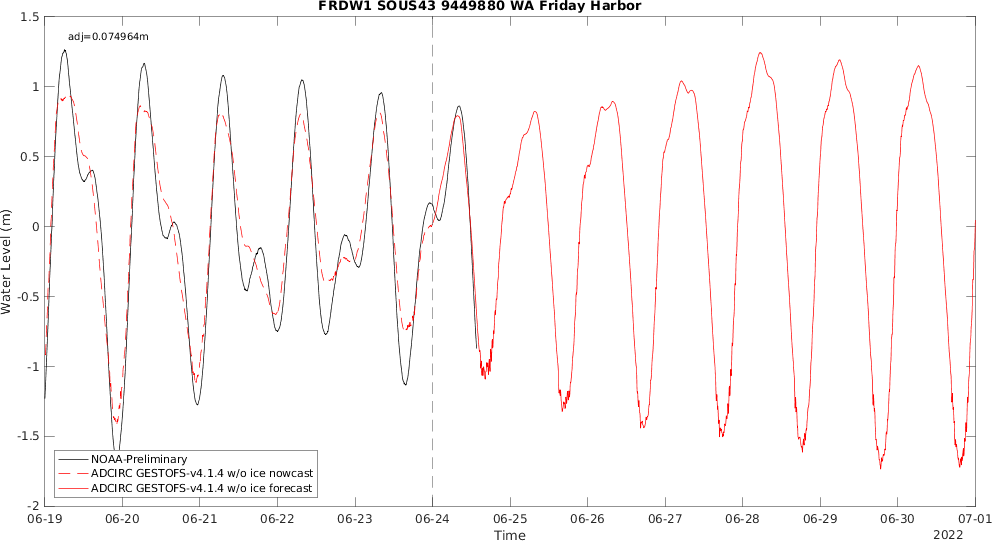 FRDW1 SOUS43 9449880 WA Friday Harbor
adj=0.074964m
1.5
1
0.5
0
-0.5
-1
-1.5
-2
Water Level (m)
NOAA-Preliminary
ADCIRC GESTOFS-v4.1.4 w/o ice nowcast
ADCIRC GESTOFS-v4.1.4 w/o ice forecast
06-19 06-20 06-21 06-22 06-23 06-24 06-25 06-26 06-27 06-28 06-29 06-30 07-01
Time
2022